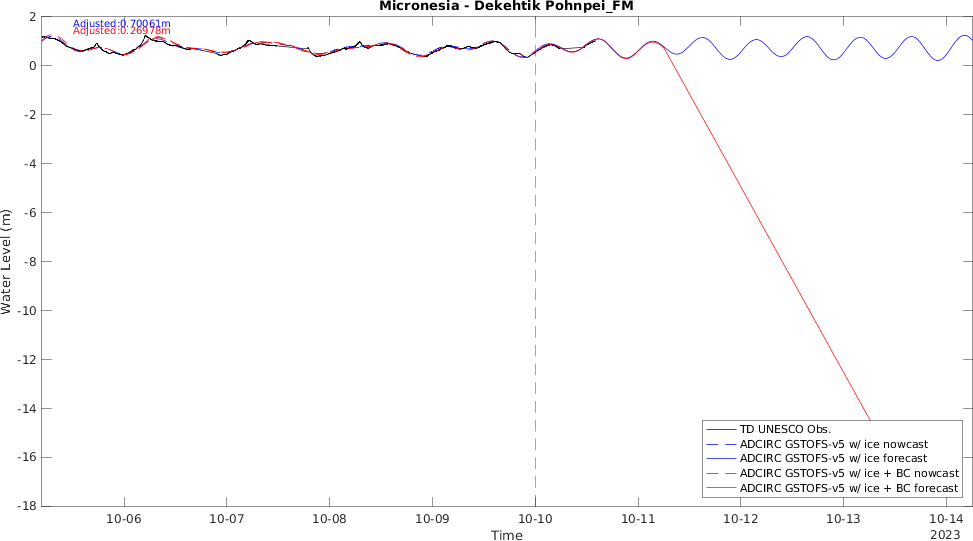 Micronesia - Dekehtik Pohnpei_FM
Adjusted:0.70061m
Adjusted:0.26978m
Water Level (m)
2
0
-2
-4
-6
-8
-10
-12
-14
-16
-18
TD UNESCO Obs.
ADCIRC GSTOFS-v5 w/ ice nowcast
ADCIRC GSTOFS-v5 w/ ice forecast
ADCIRC GSTOFS-v5 w/ ice + BC nowcast
ADCIRC GSTOFS-v5 w/ ice + BC forecast
10-06 10-07 10-08 10-09 10-10 10-11 10-12 10-13 10-14
2023
Time